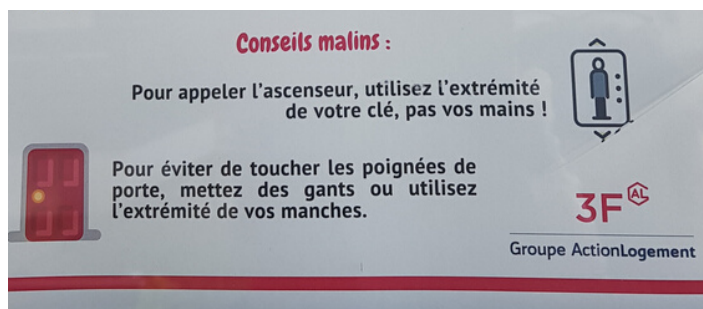 Conseils malins :
Pour appeler l'ascenseur, utilisez l'extrémité
de votre clé, pas vos mains !
Pour éviter de toucher les poignées de
porte, mettez des gants ou utilisez
l'extrémité de vos manches.
3F AL
Groupe ActionLogement